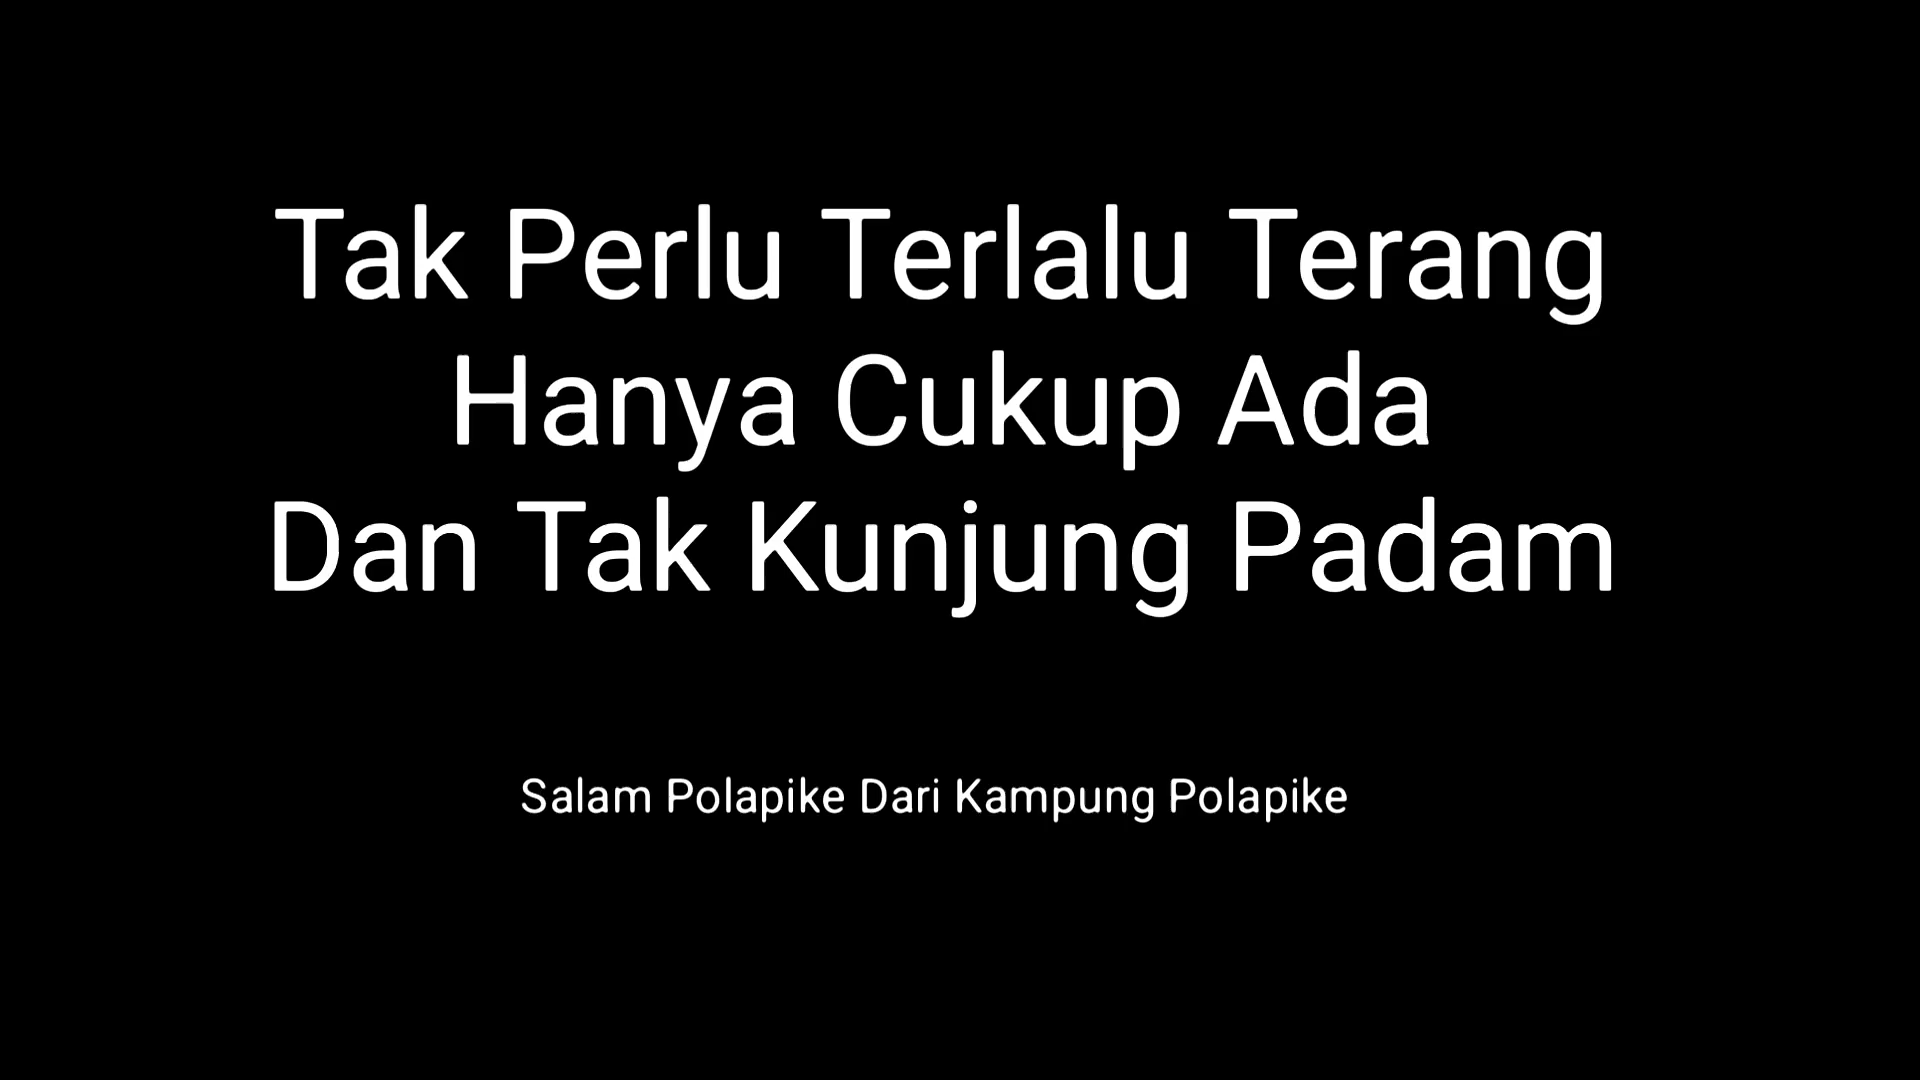 Tak Perlu Terlalu Terang
Hanya Cukup Ada
Dan Tak Kunjung Padam
Salam Polapike Dari Kampung Polapike